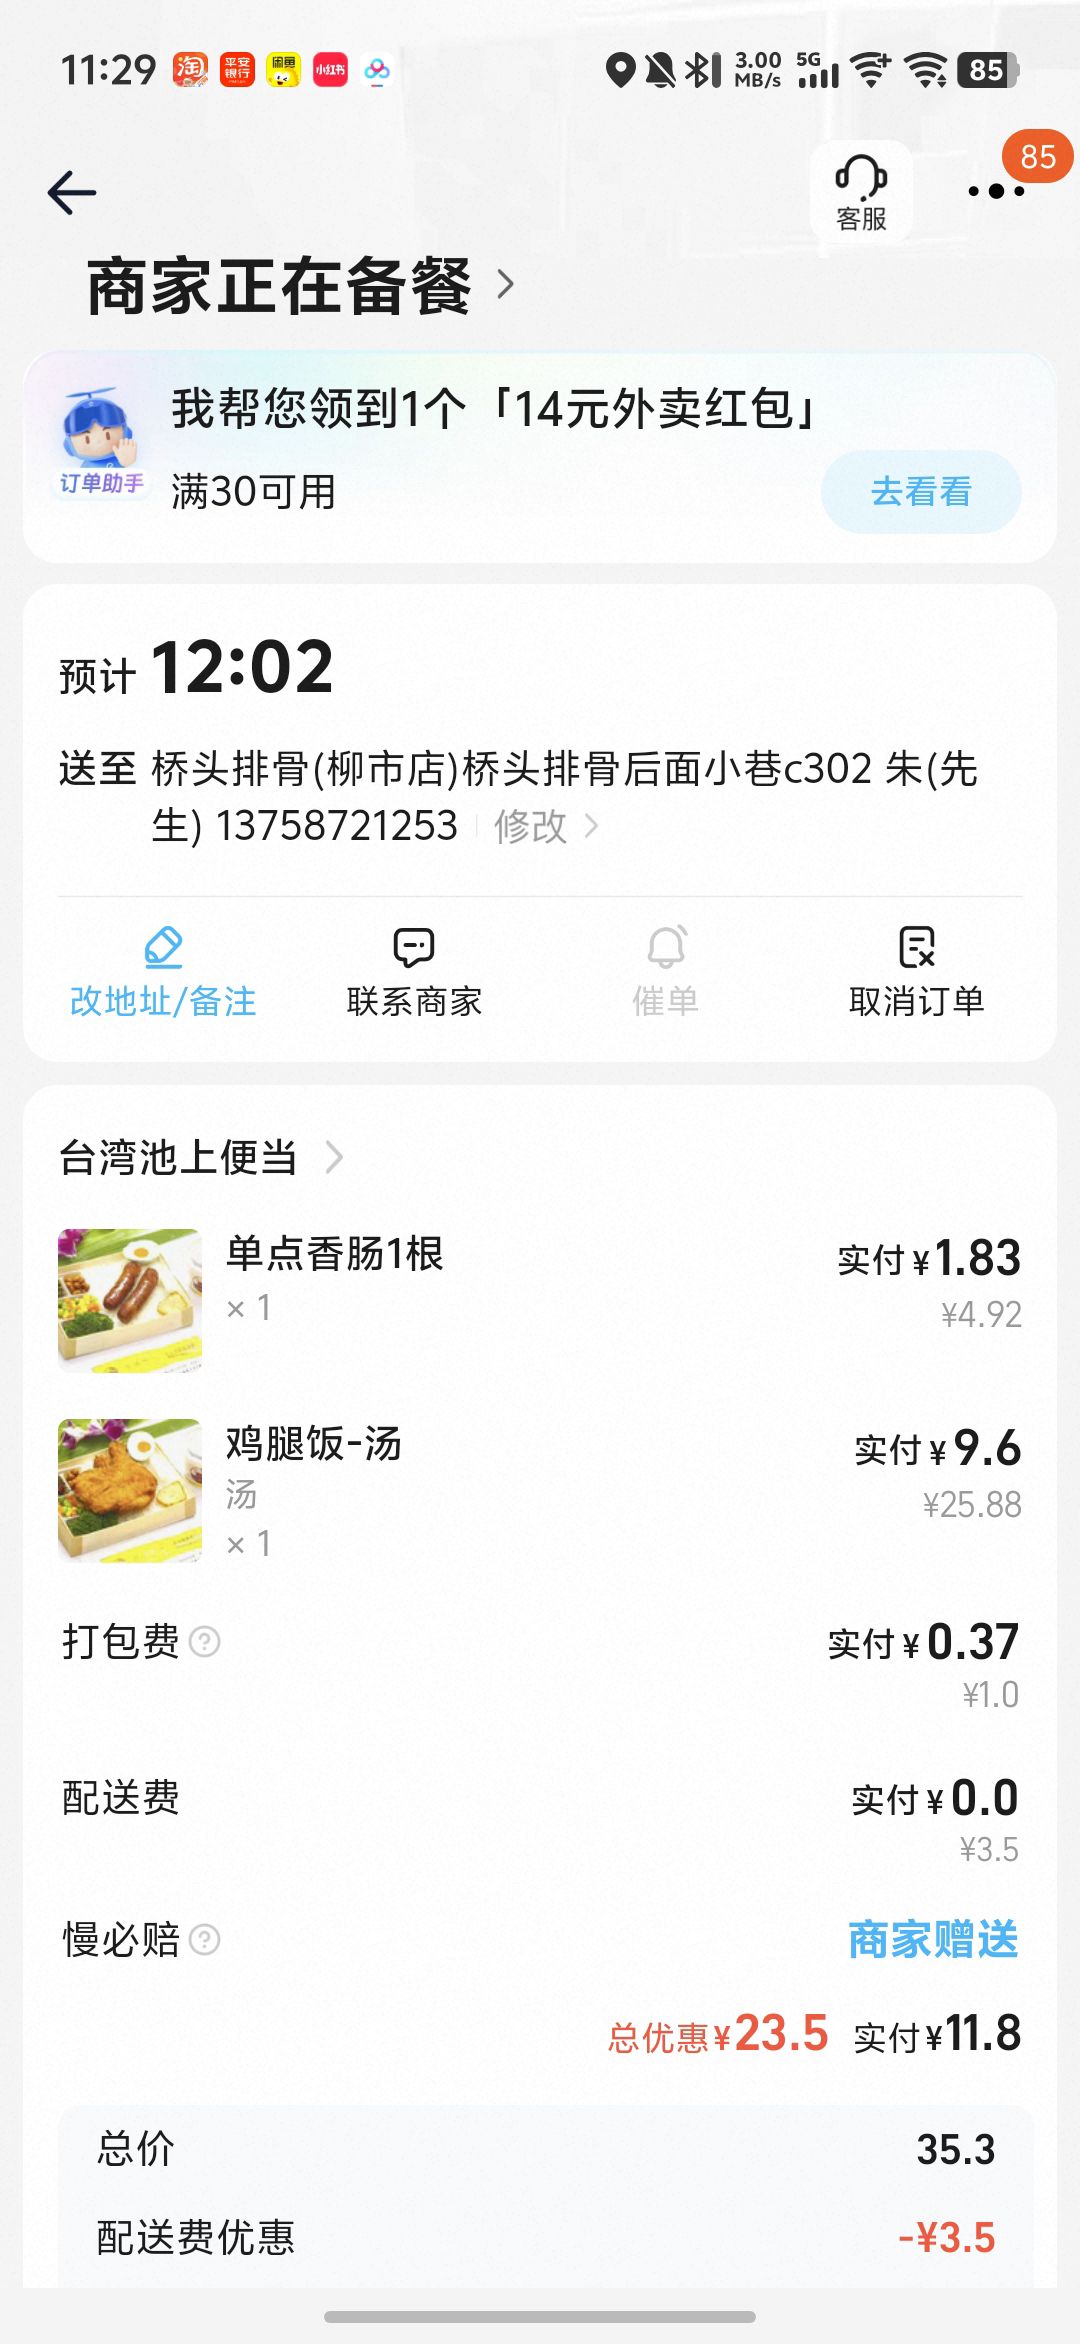 11:29
淘
平安银行
闲鱼
小红书
3.00 MB/s
5G
85
85
客服
商家正在备餐
我帮您领到1个「14元外卖红包」
订单助手
满30可用
去看看
预计 12:02
送至 桥头排骨(柳市店)桥头排骨后面小巷c302 朱(先
生) 13758721253 修改
改地址/备注 联系商家 催单 取消订单
台湾池上便当
单点香肠1根 实付¥1.83
× 1 ¥4.92
鸡腿饭-汤 实付¥9.6
汤 ¥25.88
× 1
打包费 实付¥0.37
¥1.0
配送费 实付¥0.0
¥3.5
慢必赔 商家赠送
总优惠¥23.5 实付¥11.8
总价 35.3
配送费优惠 -¥3.5